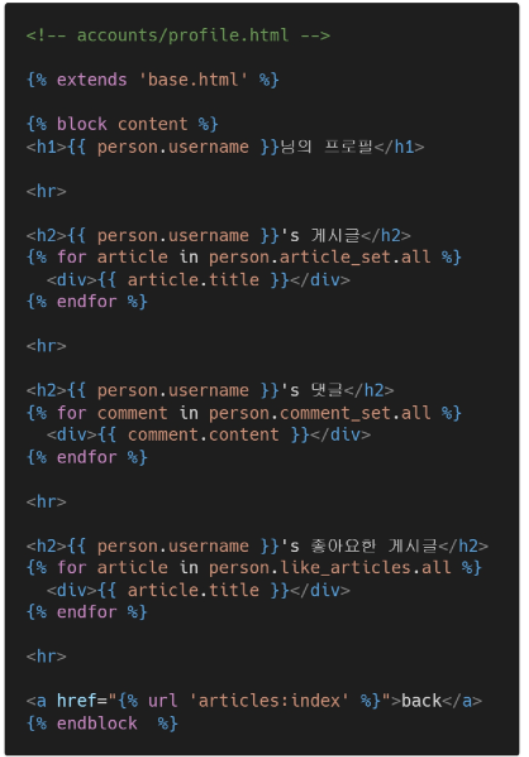 <!-- accounts/profile.html -->
{% extends 'base.html' %}
{% block content %}
<h1>{{ person.username }}님의 프로필</h1>
<hr>
<h2>{{ person.username }}'s 게시글</h2>
{% for article in person.article_set.all %}
<div>{{ article.title }}</div>
{% endfor %}
<hr>
<h2>{{ person.username }}'s 댓글</h2>
{% for comment in person.comment_set.all %}
<div>{{ comment.content }}</div>
{% endfor %}
<hr>
<h2>{{ person.username }}'s 좋아요한 게시글</h2>
{% for article in person.like_articles.all %}
<div>{{ article.title }}</div>
{% endfor %}
<hr>
<a href="{% url 'articles:index' %}">back</a>
{% endblock  %}